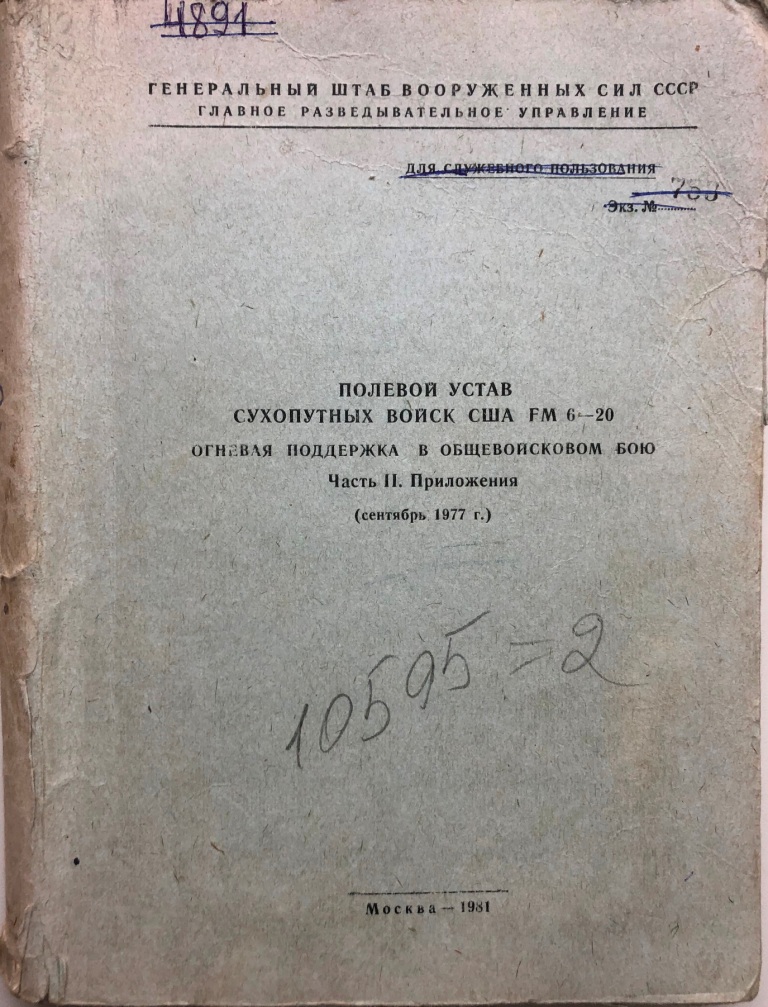 4891
ГЕНЕРАЛЬНЫЙ ШТАБ ВООРУЖЕННЫХ СИЛ СССР
ГЛАВНОЕ РАЗВЕДЫВАТЕЛЬНОЕ УПРАВЛЕНИЕ
ДЛЯ СЛУЖЕБНОГО ПОЛЬЗОВАНИЯ
Экз. №
ПОЛЕВОЙ УСТАВ
СУХОПУТНЫХ ВОЙСК США FM 6—20
ОГНЕВАЯ ПОДДЕРЖКА В ОБЩЕВОЙСКОВОМ БОЮ
Часть II. Приложения
(сентябрь 1977 г.)
10595=2
Москва — 1981